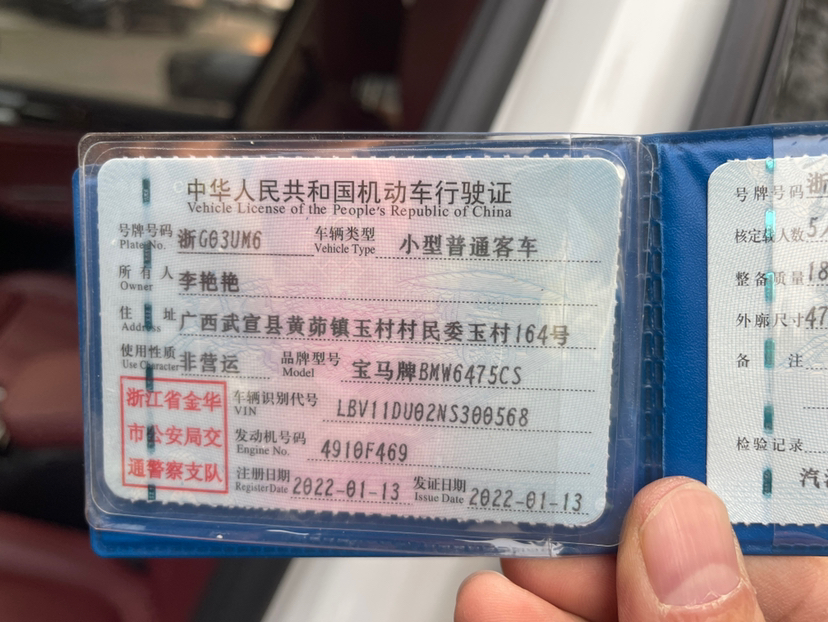 中华人民共和国机动车行驶证
Vehicle License of the People's Republic of China
号牌号码 浙G03UM6 车辆类型 小型普通客车
Plate No. Vehicle Type
所有人 李艳艳
Owner
住址 广西武宣县黄茆镇玉村村民委玉村164号
Address
使用性质 非营运 品牌型号 宝马牌BMW6475CS
Use Character Model
浙江省金华
市公安局交
通警察支队
车辆识别代号 LBV11DU02NS300568
VIN
发动机号码 4910F469
Engine No.
注册日期 2022-01-13 发证日期 2022-01-13
Register Date Issue Date
号牌号码 浙
核定载人数 5人
整备质量 18
外廓尺寸 47
备注
检验记录
汽